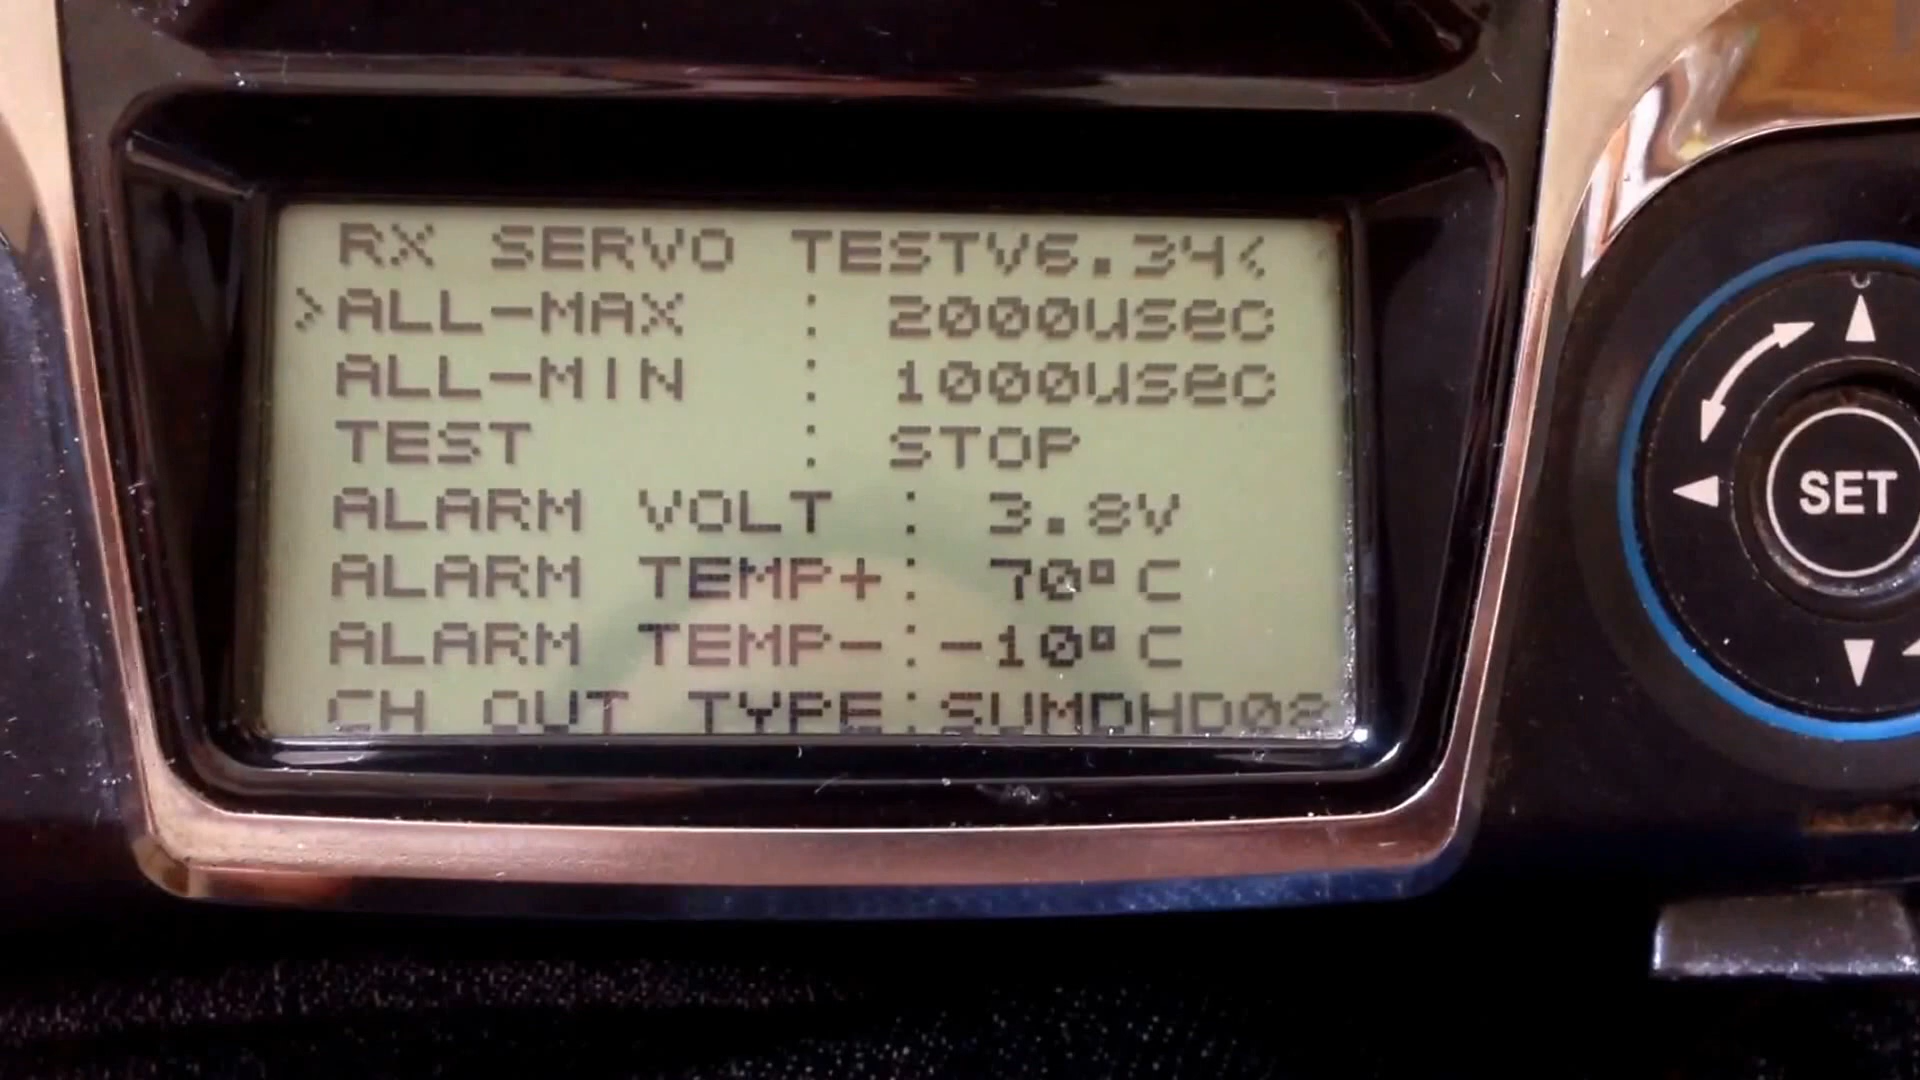 RX SERVO TESTV6.34<
>ALL-MAX : 2000usec
ALL-MIN : 1000usec
TEST : STOP
ALARM VOLT : 3.8V
ALARM TEMP+: 70°C
ALARM TEMP-:-10°C
CH OUT TYPE:SUMDHD08
SET